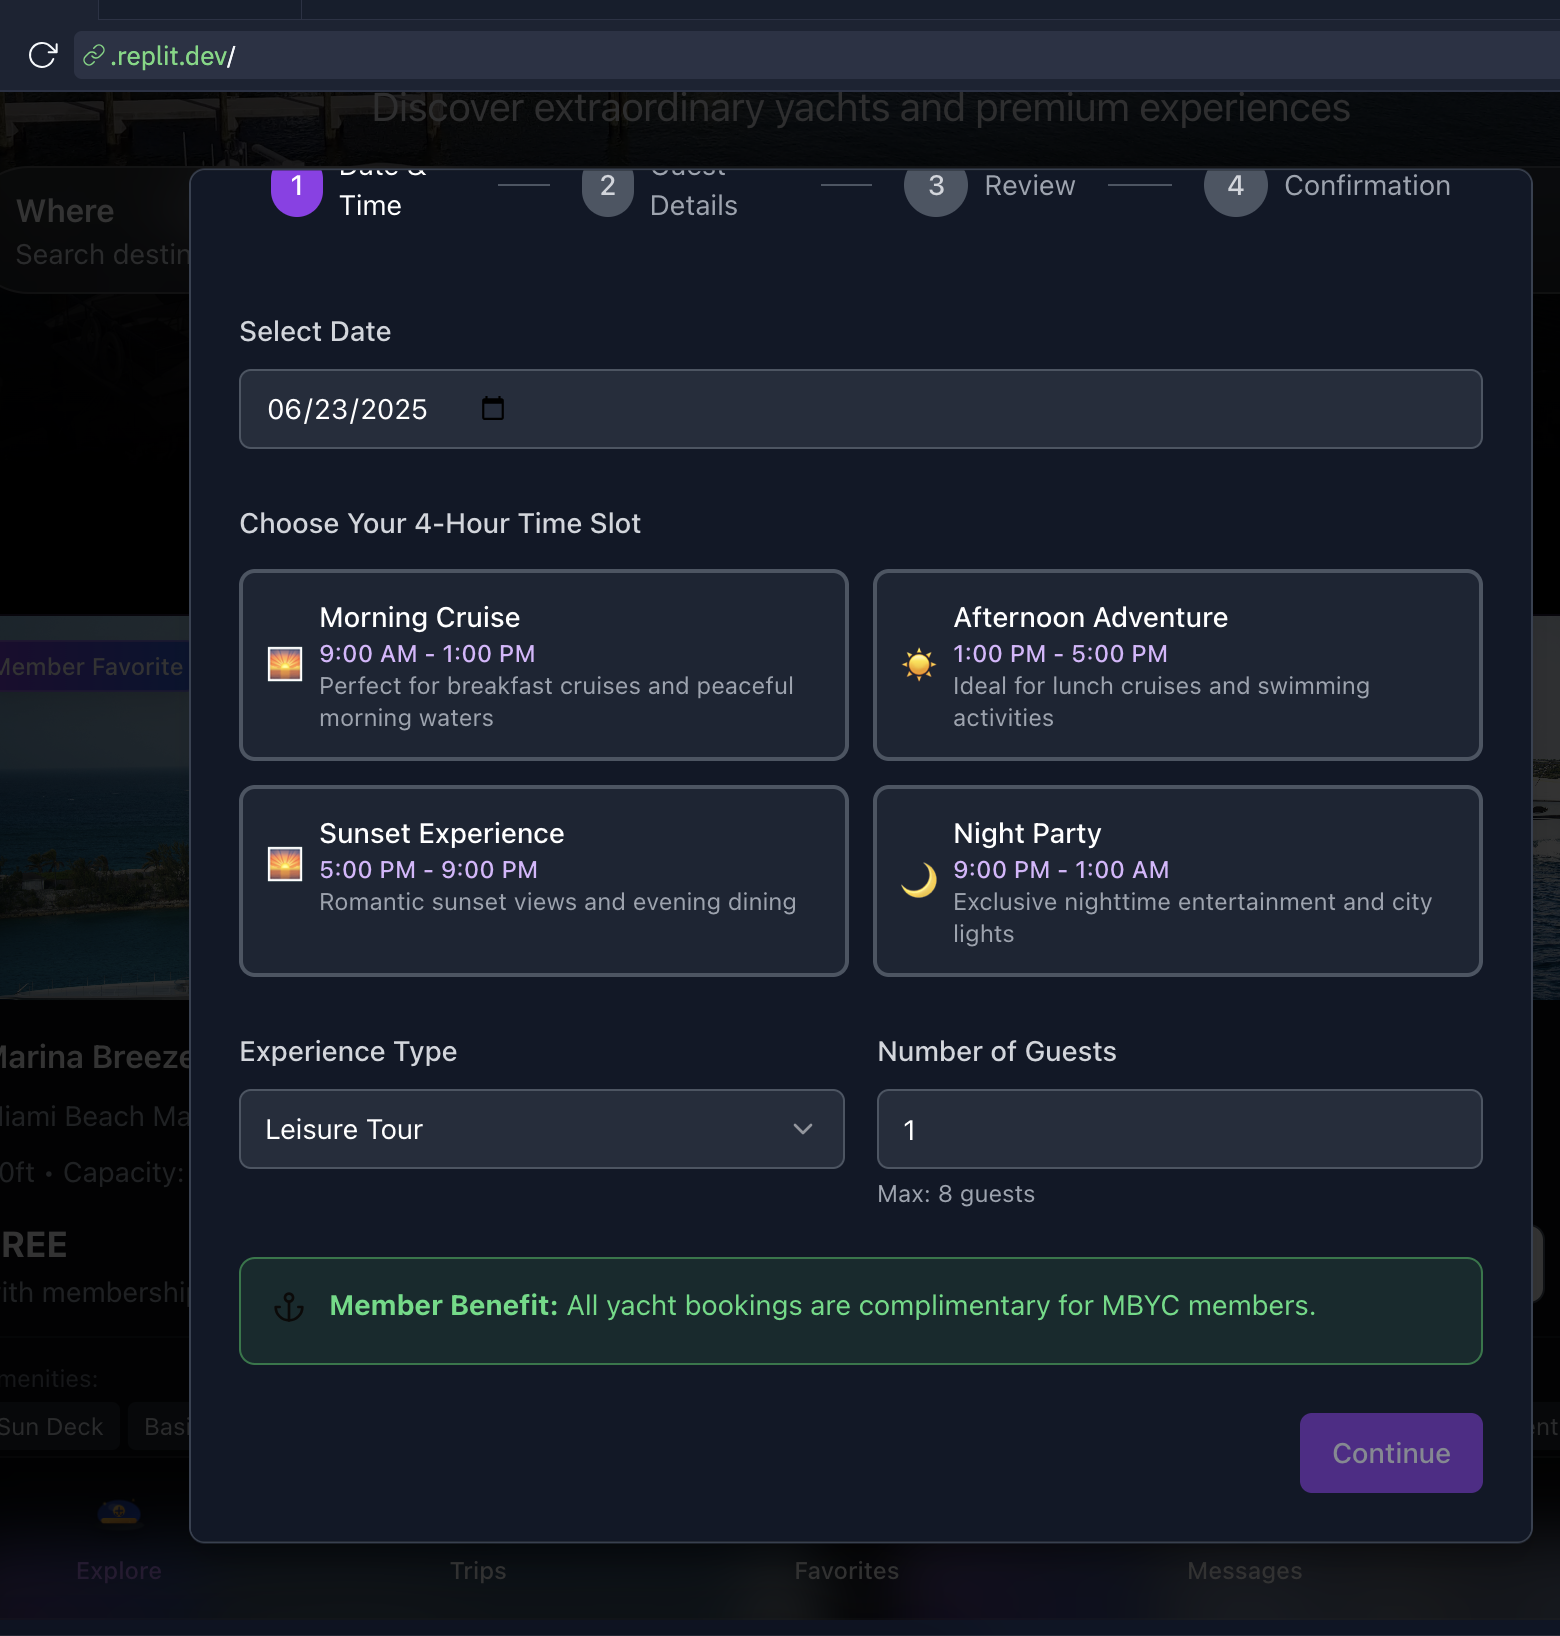 .replit.dev/
Discover extraordinary yachts and premium experiences
1
Date &
Time
2
Guest
Details
3
Review
4
Confirmation
Where
Search destin
Select Date
06/23/2025
Choose Your 4-Hour Time Slot
Morning Cruise
9:00 AM - 1:00 PM
Perfect for breakfast cruises and peaceful
morning waters
Afternoon Adventure
1:00 PM - 5:00 PM
Ideal for lunch cruises and swimming
activities
Member Favorite
Sunset Experience
5:00 PM - 9:00 PM
Romantic sunset views and evening dining
Night Party
9:00 PM - 1:00 AM
Exclusive nighttime entertainment and city
lights
Marina Breeze
iami Beach Ma
0ft • Capacity:
REE
ith membership
menities:
Sun Deck
Basi
Experience Type
Leisure Tour
Number of Guests
1
Max: 8 guests
Member Benefit: All yacht bookings are complimentary for MBYC members.
ent
Continue
Explore
Trips
Favorites
Messages